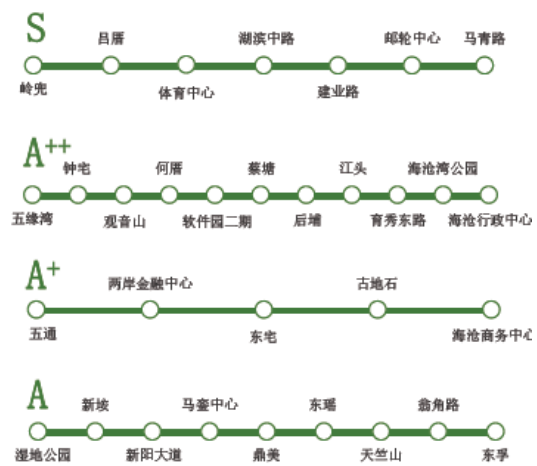 S
吕厝 湖滨中路 邮轮中心 马青路
岭兜 体育中心 建业路
A++
钟宅 何厝 蔡塘 江头 海沧湾公园
五缘湾 观音山 软件园二期 后埔 育秀东路 海沧行政中心
A+
两岸金融中心 古地石
五通 东宅 海沧商务中心
A
新垵 马銮中心 东瑶 翁角路
湿地公园 新阳大道 鼎美 天竺山 东孚